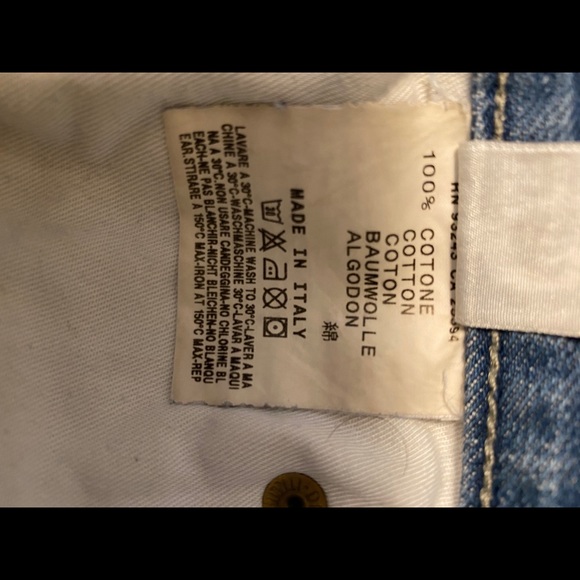 100% COTONE
COTTON
COTON
BAUMWOLLE
ALGODON
綿
MADE IN ITALY
30
LAVARE A 30°C-MACHINE WASH TO 30°C-LAVER A MA
CHINE A 30°C-WASCHMASCHINE 30°C-LAVAR A MAQUI
NA A 30°C.NON USARE CANDEGGINA-NO CHLORINE BL
EACH-NE PAS BLANCHIR-NICHT BLEICHEN-NO BLANQU
EAR.STIRARE A 150°C MAX-IRON AT 150°C MAX-REP